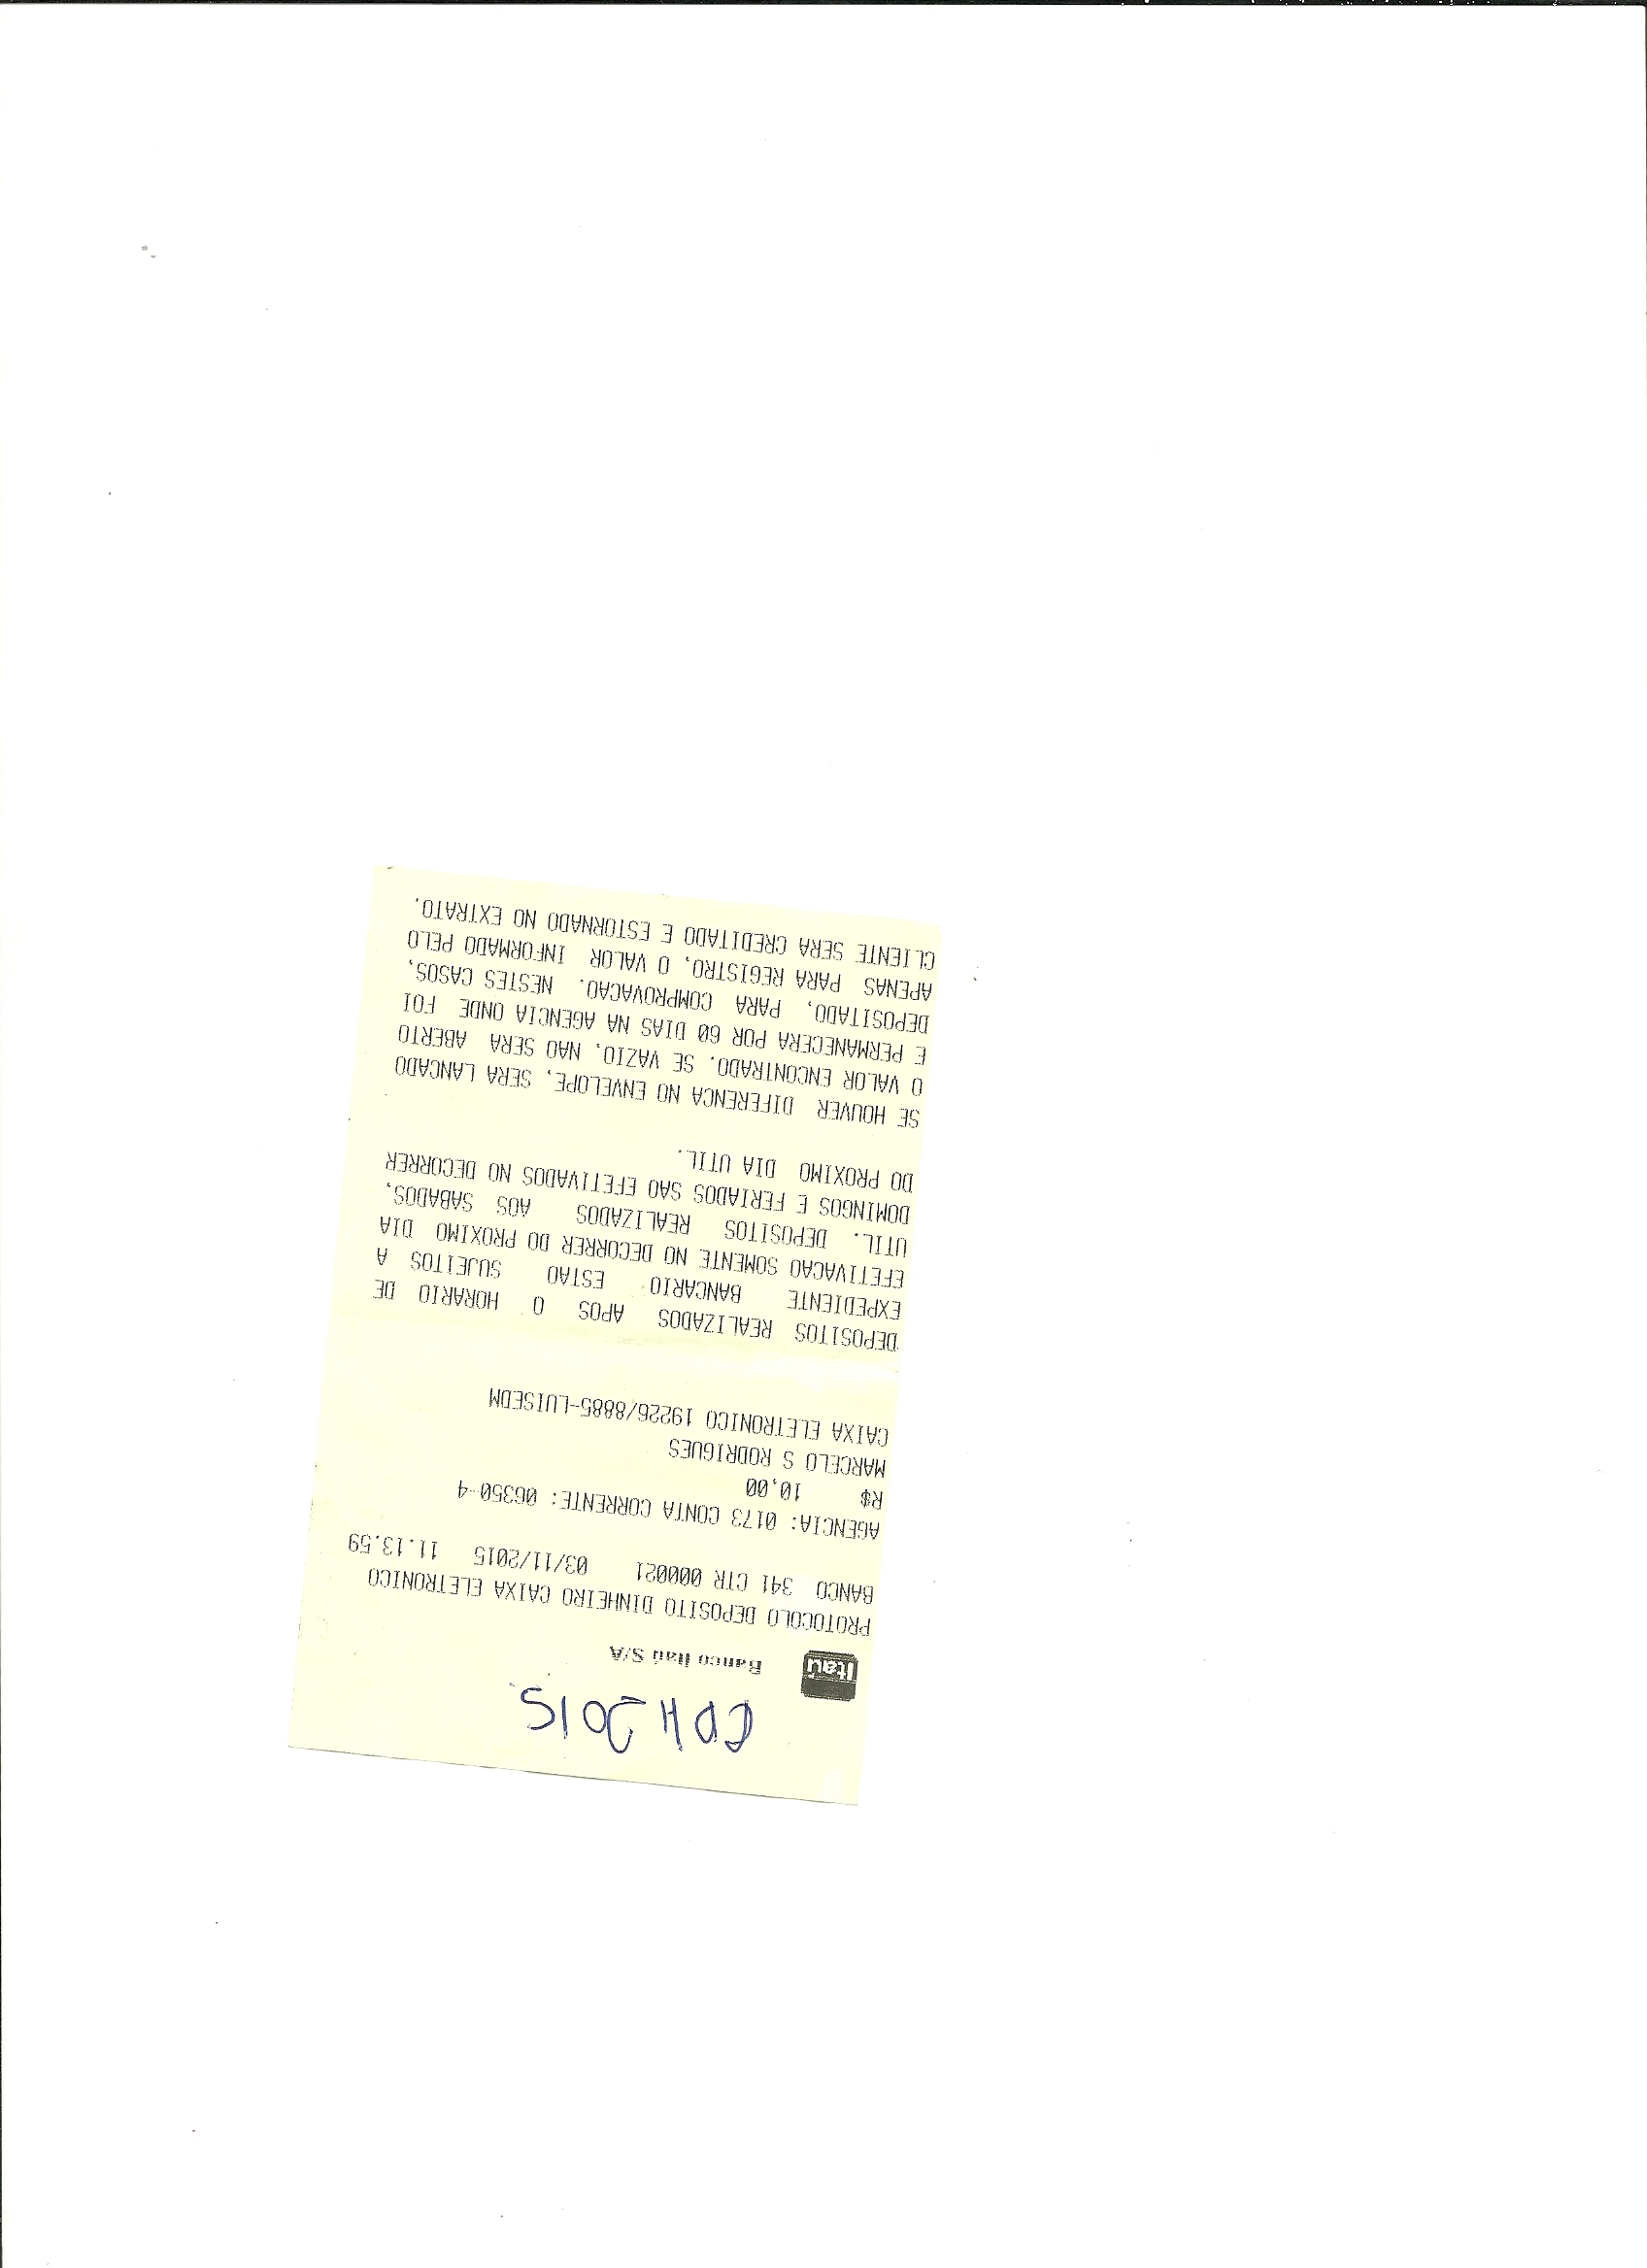 CDH 2015
Itaú Banco Itaú S/A
PROTOCOLO DEPOSITO DINHEIRO CAIXA ELETRONICO
BANCO 341 CTR 000021 03/11/2015 11.13.59
AGENCIA: 0173 CONTA CORRENTE: 06350-4
R$ 10,00
MARCELO S RODRIGUES
CAIXA ELETRONICO 19226/8885-LUISEDM
DEPOSITOS REALIZADOS APOS O HORARIO DE
EXPEDIENTE BANCARIO ESTAO SUJEITOS A
EFETIVACAO SOMENTE NO DECORRER DO PROXIMO DIA
UTIL. DEPOSITOS REALIZADOS AOS SABADOS,
DOMINGOS E FERIADOS SAO EFETIVADOS NO DECORRER
DO PROXIMO DIA UTIL.
SE HOUVER DIFERENCA NO ENVELOPE, SERA LANCADO
O VALOR ENCONTRADO. SE VAZIO, NAO SERA ABERTO
E PERMANECERA POR 60 DIAS NA AGENCIA ONDE FOI
DEPOSITADO, PARA COMPROVACAO. NESTES CASOS,
APENAS PARA REGISTRO, O VALOR INFORMADO PELO
CLIENTE SERA CREDITADO E ESTORNADO NO EXTRATO.